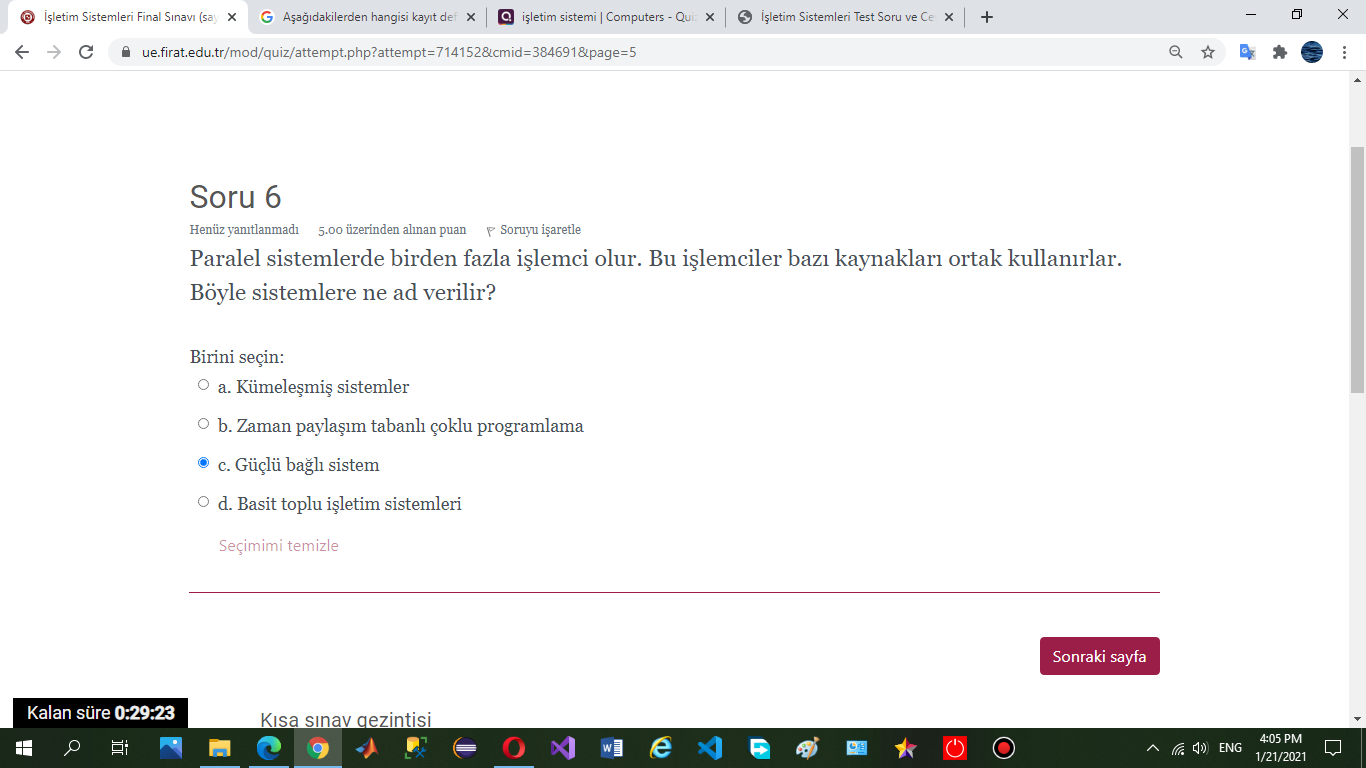 İşletim Sistemleri Final Sınavı (say
Aşağıdakilerden hangisi kayıt def
işletim sistemi | Computers - Quiz
İşletim Sistemleri Test Soru ve Ce
ue.firat.edu.tr/mod/quiz/attempt.php?attempt=714152&cmid=384691&page=5
Soru 6
Henüz yanıtlanmadı 5.00 üzerinden alınan puan Soruyu işaretle
Paralel sistemlerde birden fazla işlemci olur. Bu işlemciler bazı kaynakları ortak kullanırlar.
Böyle sistemlere ne ad verilir?
Birini seçin:
a. Kümeleşmiş sistemler
b. Zaman paylaşım tabanlı çoklu programlama
c. Güçlü bağlı sistem
d. Basit toplu işletim sistemleri
Seçimimi temizle
Sonraki sayfa
Kalan süre 0:29:23
Kısa sınav gezintisi
ENG
4:05 PM
1/21/2021